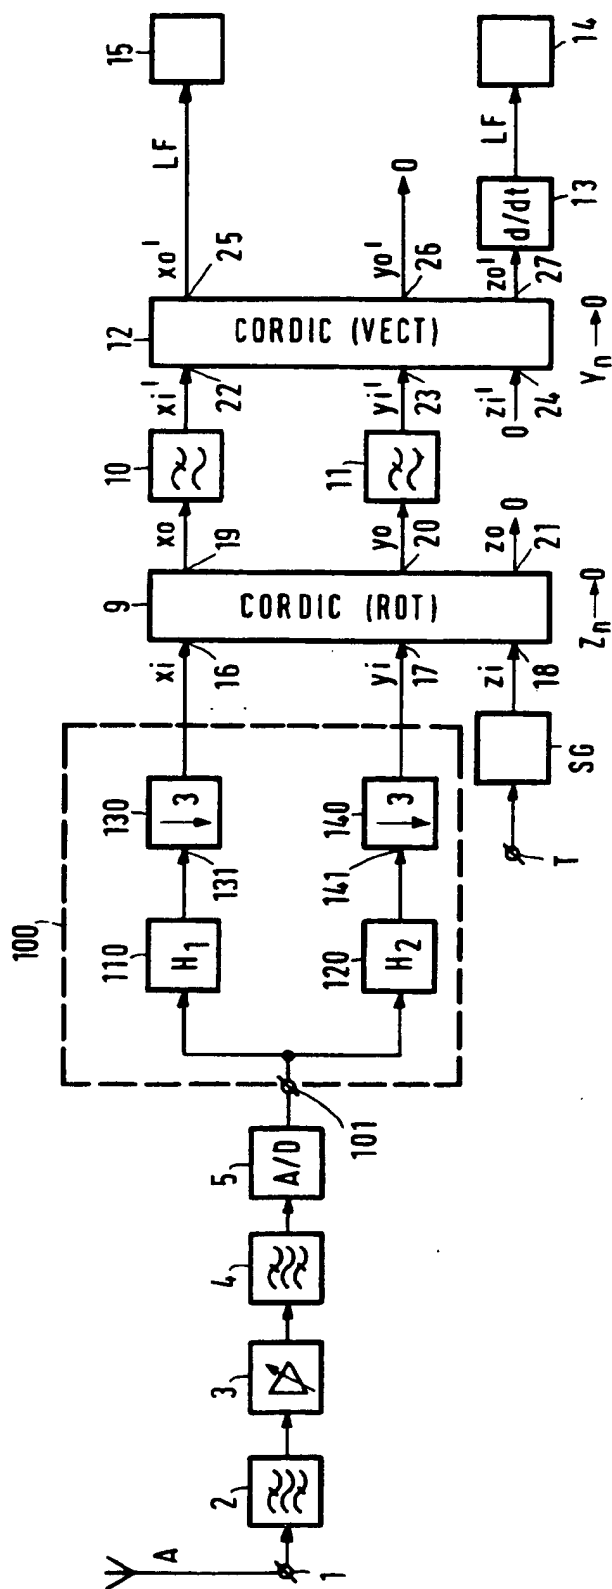 A
1
2
3
4
5
A/D
101
100
110
H1
120
H2
130
3
131
140
3
141
T
SG
xi
16
yi
17
zi
18
9
CORDIC (ROT)
xo
19
yo
20
zo
21
0
Zn → 0
10
11
xi'
22
yi'
23
zi'
24
0
12
CORDIC (VECT)
xo'
25
yo'
26
0
zo'
27
Yn → 0
d/dt
13
LF
15
LF
14